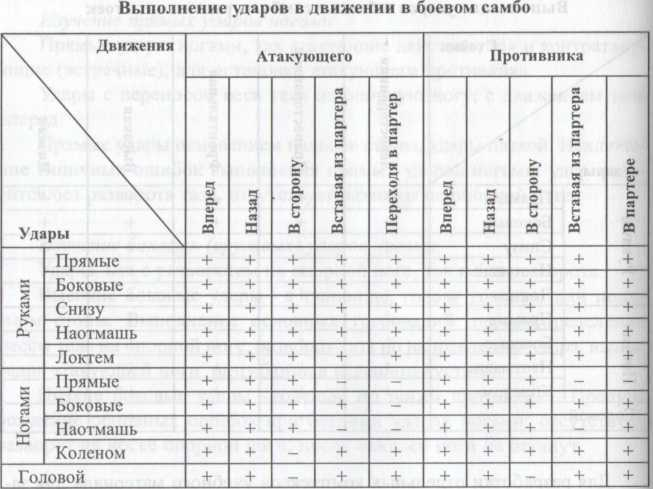 Выполнение ударов в движении в боевом самбо
Движения Атакующего Противника
Удары Вперед Назад В сторону Вставая из партера Переходя в партер Вперед Назад В сторону Вставая из партера В партере
Руками
Прямые + + + + + + + + + +
Боковые + + + + + + + + + +
Снизу + + + + + + + + + +
Наотмашь + + + + + + + + + +
Локтем + + + + + + + + + +
Ногами
Прямые + + + + – + + + – –
Боковые + + + + – + + + + +
Наотмашь + + + + + + + + + +
Коленом + + – + + + + + + +
Головой + + + + + + + + + +